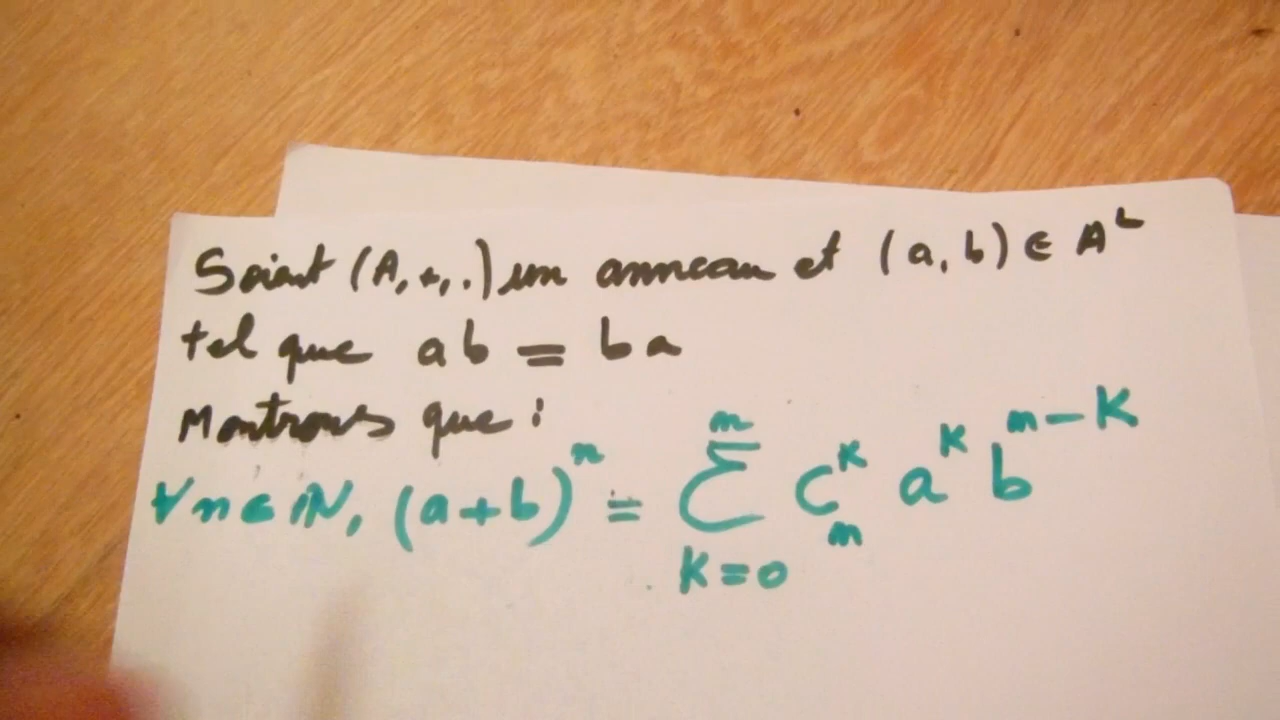 Soient (A, +, .) un anneau et (a, b) ∈ A²
tel que ab = ba
Montrons que :
∀n∈ℕ, (a+b)ⁿ = Σ_{K=0}^{n} C_n^K a^K b^{n-K}